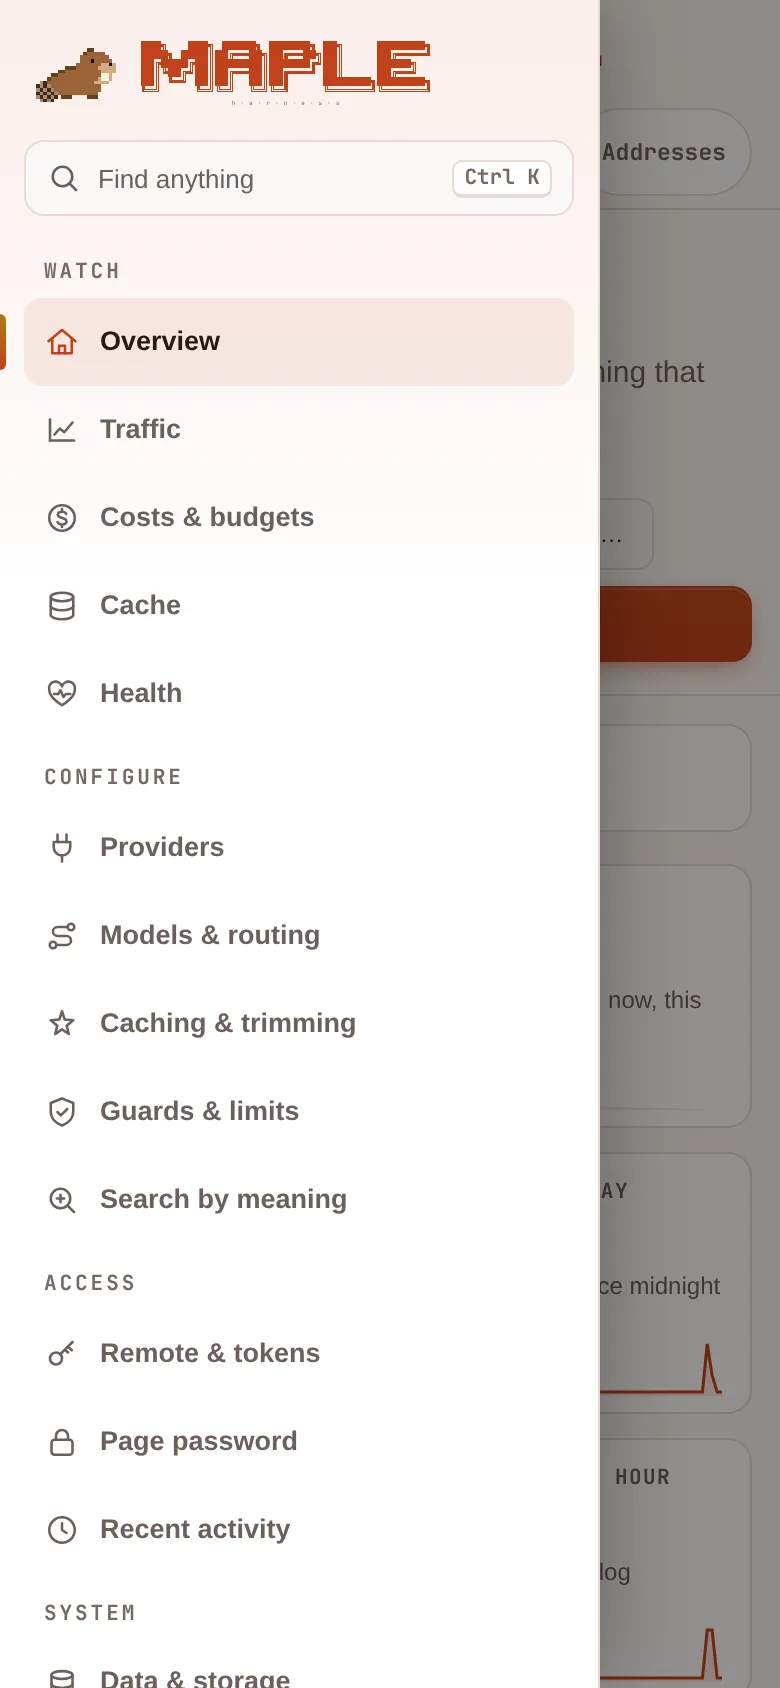 MAPLE
h·a·r·n·e·s·s
Find anything
Ctrl K
Addresses
WATCH
Overview
Traffic
Costs & budgets
Cache
Health
CONFIGURE
Providers
Models & routing
Caching & trimming
Guards & limits
Search by meaning
ACCESS
Remote & tokens
Page password
Recent activity
SYSTEM
Data & storage
that
...
now, this
AY
midnight
HOUR
log